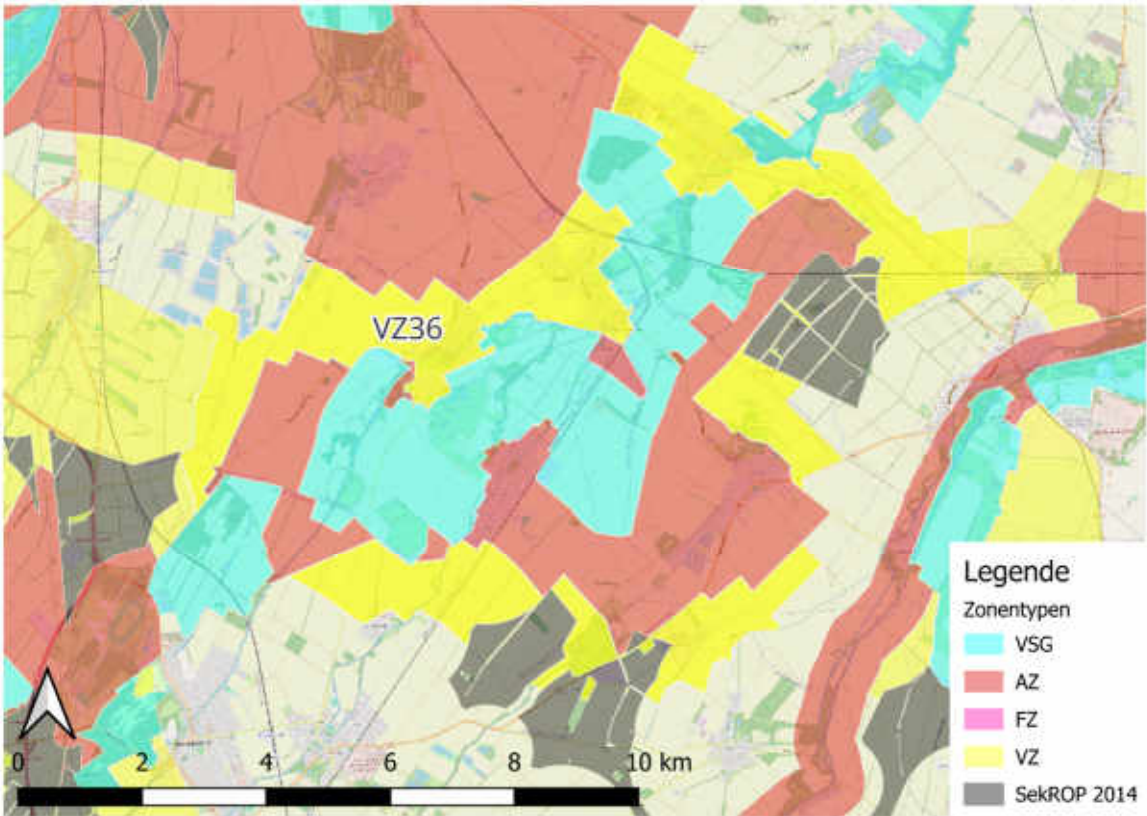 VZ36
Legende
Zonentypen
VSG
AZ
FZ
VZ
SekROP 2014
0 2 4 6 8 10 km